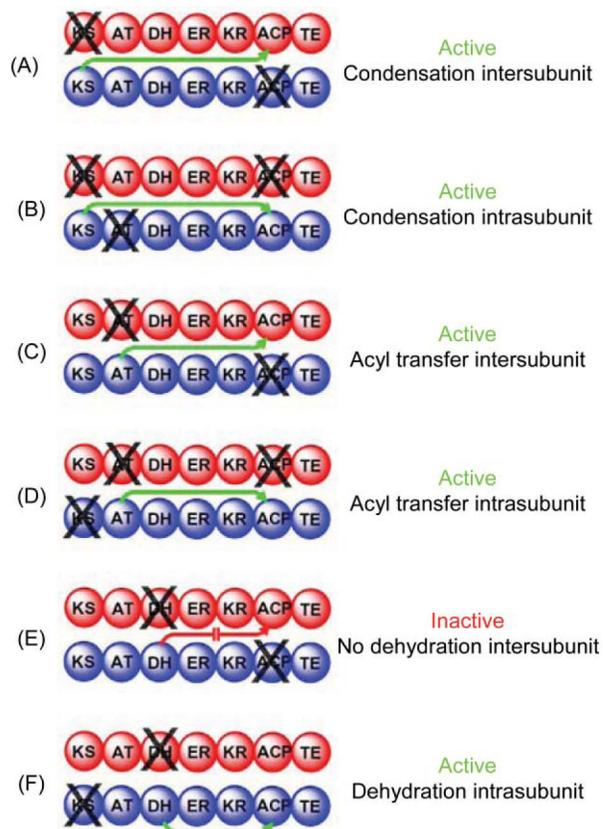 KS AT DH ER KR ACP TE
(A)
Active
KS AT DH ER KR ACP TE
Condensation intersubunit
KS AT DH ER KR ACP TE
(B)
Active
KS AT DH ER KR ACP TE
Condensation intrasubunit
KS AT DH ER KR ACP TE
(C)
Active
KS AT DH ER KR ACP TE
Acyl transfer intersubunit
KS AT DH ER KR ACP TE
(D)
Active
KS AT DH ER KR ACP TE
Acyl transfer intrasubunit
KS AT DH ER KR ACP TE
(E)
Inactive
KS AT DH ER KR ACP TE
No dehydration intersubunit
KS AT DH ER KR ACP TE
(F)
Active
KS AT DH ER KR ACP TE
Dehydration intrasubunit